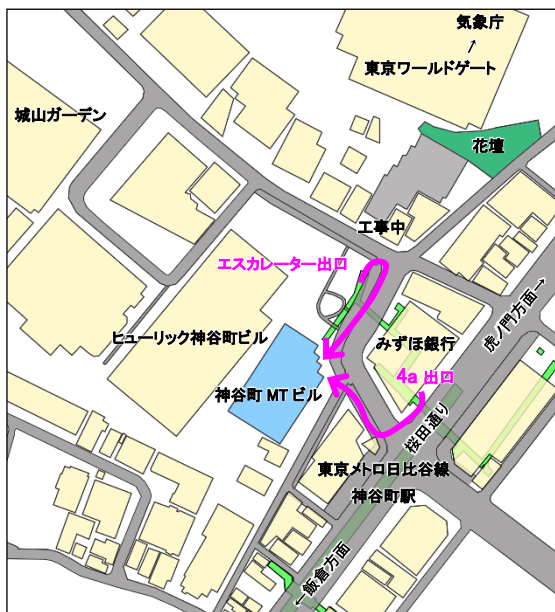 気象庁
↑
東京ワールドゲート
城山ガーデン
花壇
工事中
エスカレーター出口
ヒューリック神谷町ビル
みずほ銀行
虎ノ門方面→
神谷町 MT ビル
4a 出口
桜田通り
東京メトロ日比谷線
神谷町駅
←飯倉方面